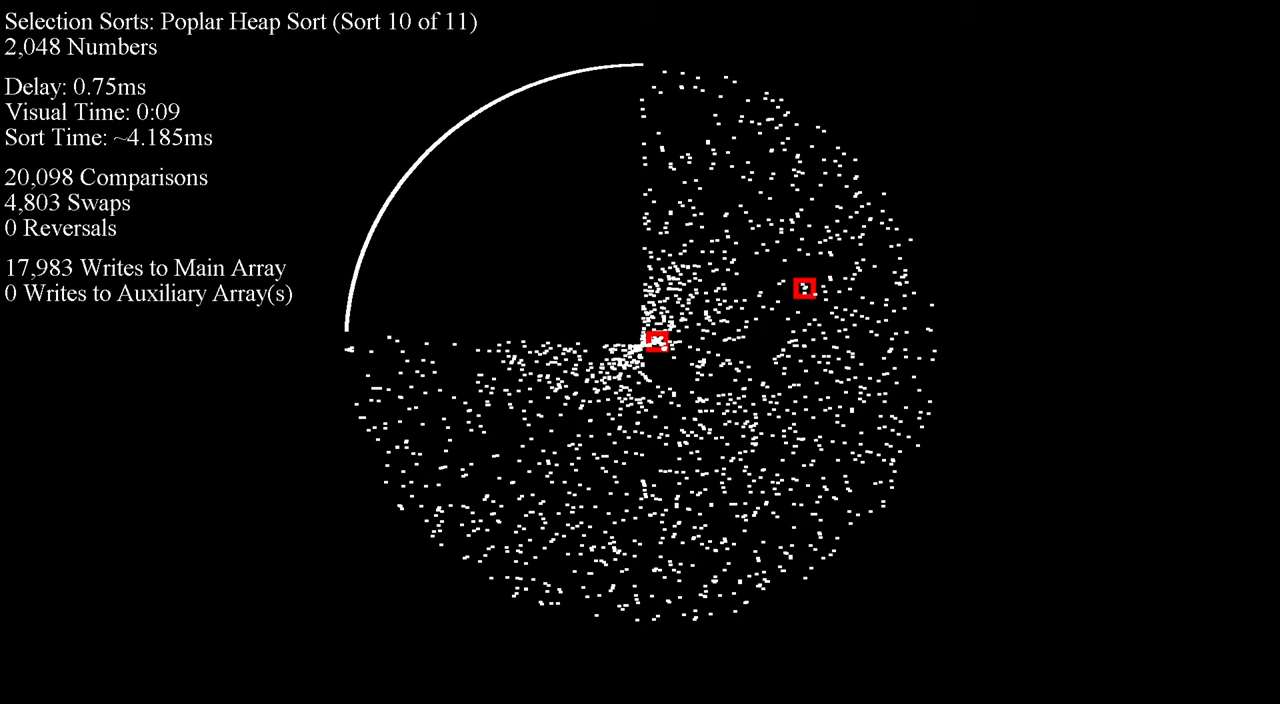 Selection Sorts: Poplar Heap Sort (Sort 10 of 11)
2,048 Numbers
Delay: 0.75ms
Visual Time: 0:09
Sort Time: ~4.185ms
20,098 Comparisons
4,803 Swaps
0 Reversals
17,983 Writes to Main Array
0 Writes to Auxiliary Array(s)